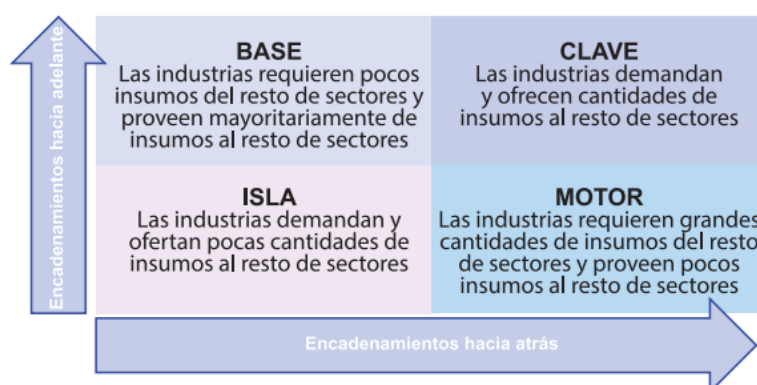 Encadenamientos hacia adelante
BASE
Las industrias requieren pocos
insumos del resto de sectores y
proveen mayoritariamente de
insumos al resto de sectores
CLAVE
Las industrias demandan
y ofrecen cantidades de
insumos al resto de sectores
ISLA
Las industrias demandan y
ofertan pocas cantidades de
insumos al resto de sectores
MOTOR
Las industrias requieren grandes
cantidades de insumos del resto
de sectores y proveen pocos
insumos al resto de sectores
Encadenamientos hacia atrás